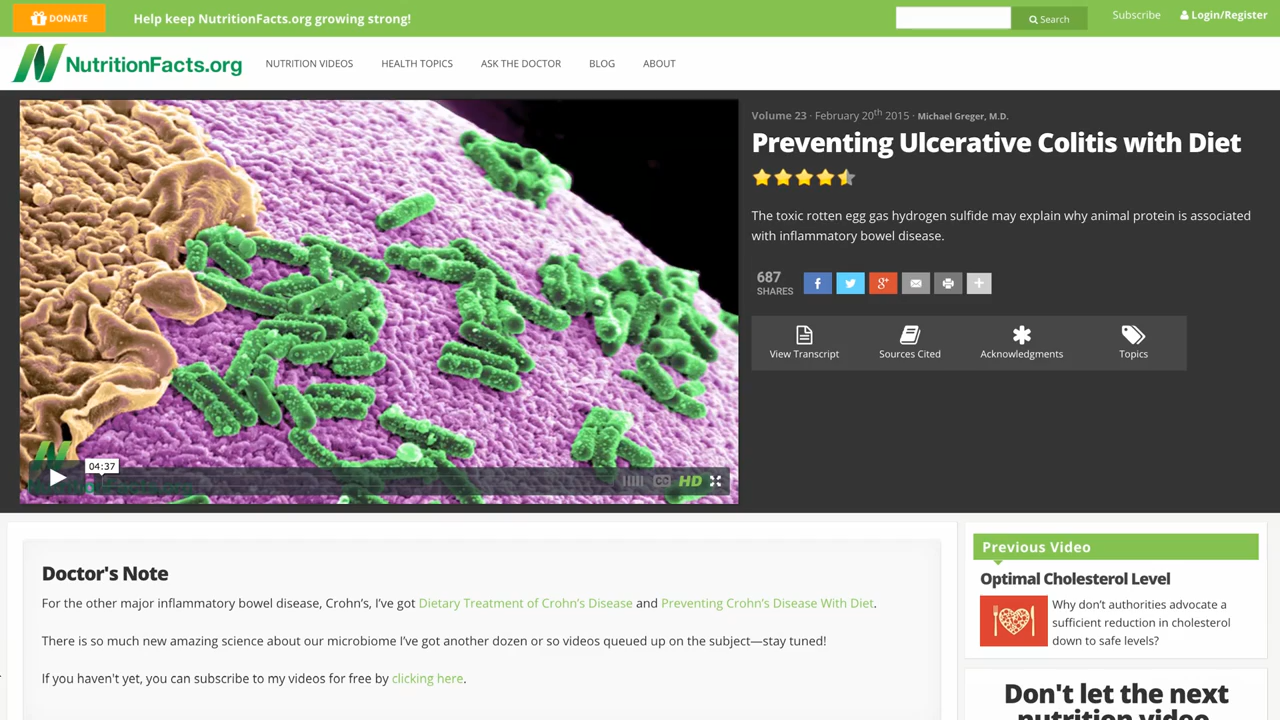 DONATE
Help keep NutritionFacts.org growing strong!
Search
Subscribe
Login/Register
NutritionFacts.org
NUTRITION VIDEOS
HEALTH TOPICS
ASK THE DOCTOR
BLOG
ABOUT
Volume 23 · February 20th 2015 · Michael Greger, M.D.
Preventing Ulcerative Colitis with Diet
The toxic rotten egg gas hydrogen sulfide may explain why animal protein is associated
with inflammatory bowel disease.
687
SHARES
View Transcript
Sources Cited
Acknowledgments
Topics
04:37
CC
HD
Doctor's Note
For the other major inflammatory bowel disease, Crohn's, I've got Dietary Treatment of Crohn's Disease and Preventing Crohn's Disease With Diet.
There is so much new amazing science about our microbiome I've got another dozen or so videos queued up on the subject—stay tuned!
If you haven't yet, you can subscribe to my videos for free by clicking here.
Previous Video
Optimal Cholesterol Level
Why don't authorities advocate a
sufficient reduction in cholesterol
down to safe levels?
Don't let the next
nutrition video